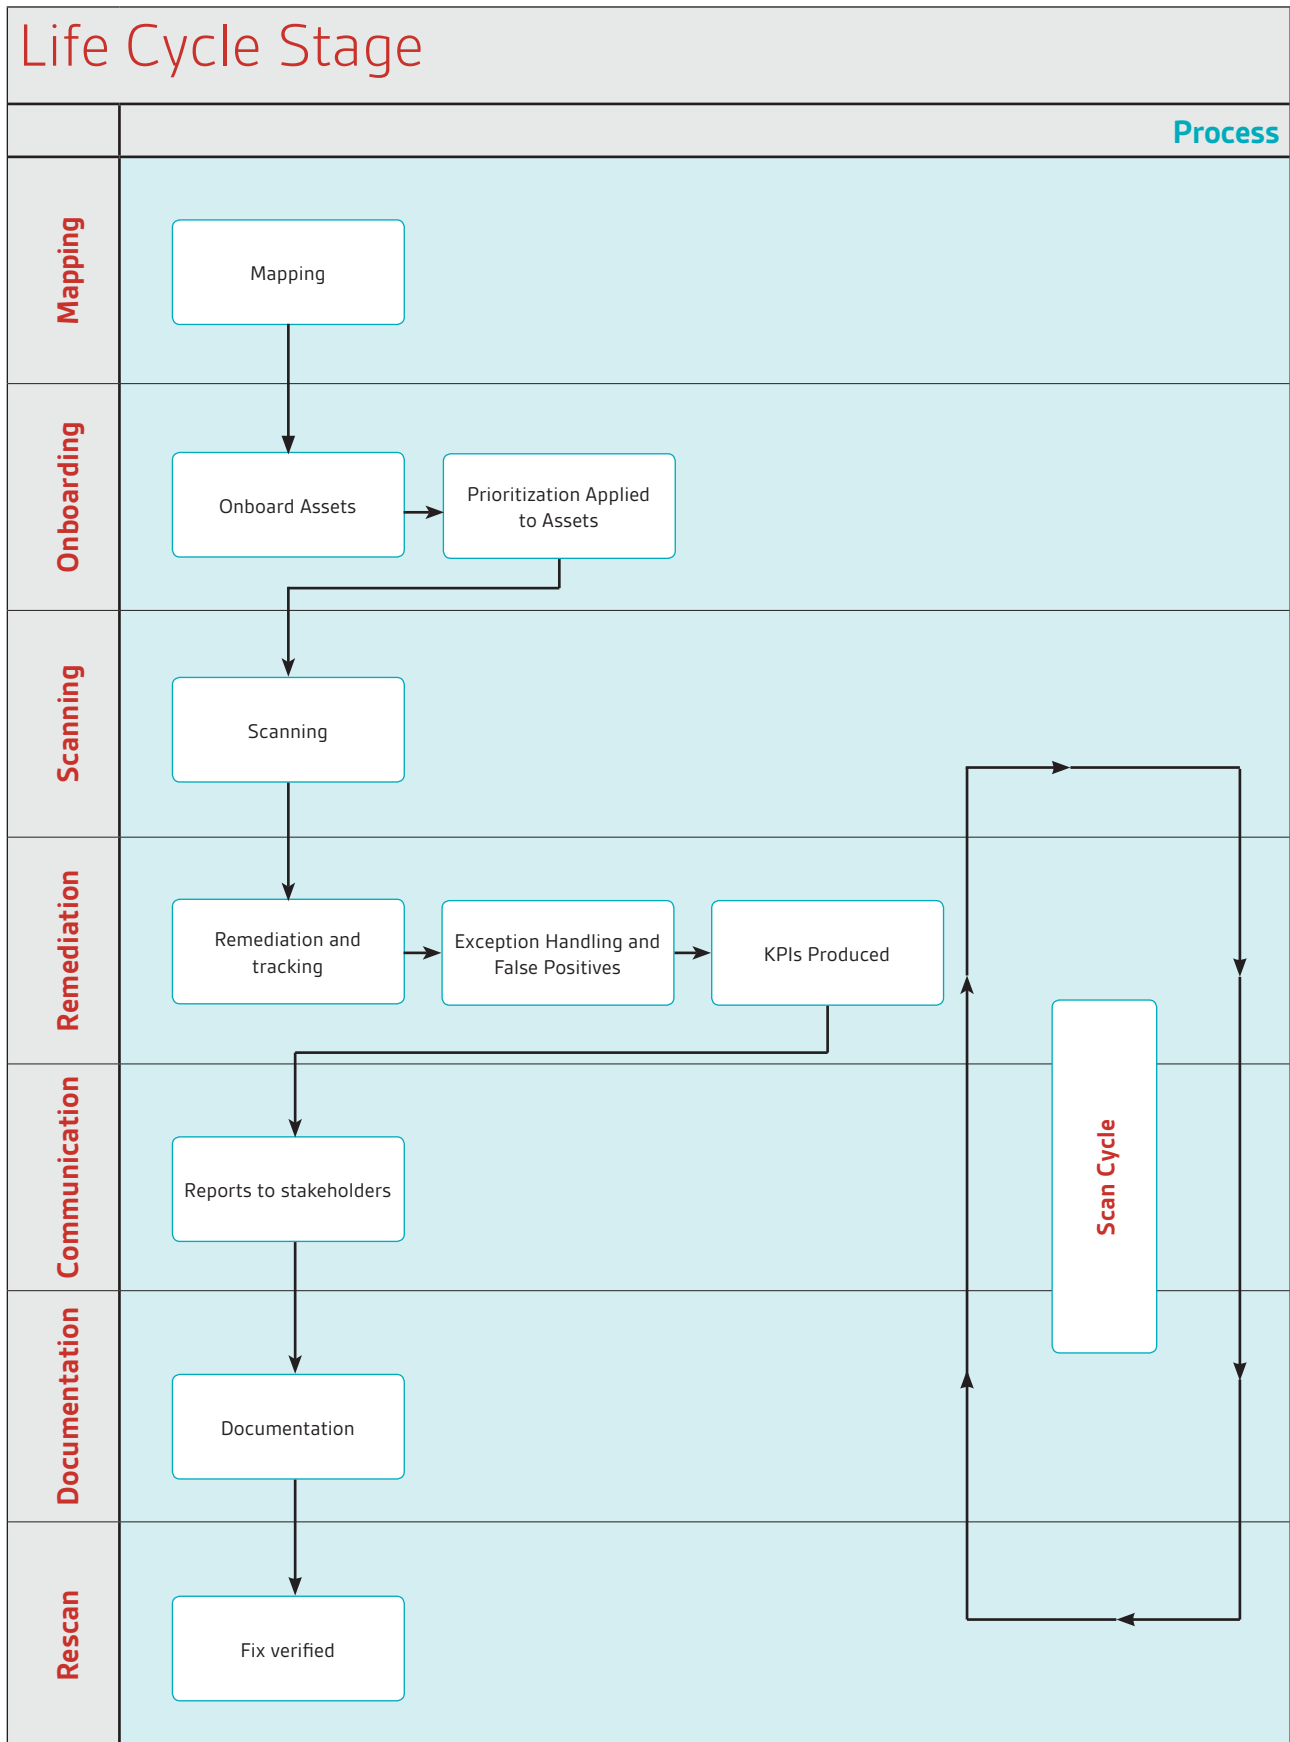 Life Cycle Stage
Process
Mapping
Mapping
Onboarding
Onboard Assets
Prioritization Applied
to Assets
Scanning
Scanning
Remediation
Remediation and
tracking
Exception Handling and
False Positives
KPIs Produced
Communication
Reports to stakeholders
Scan Cycle
Documentation
Documentation
Rescan
Fix verified